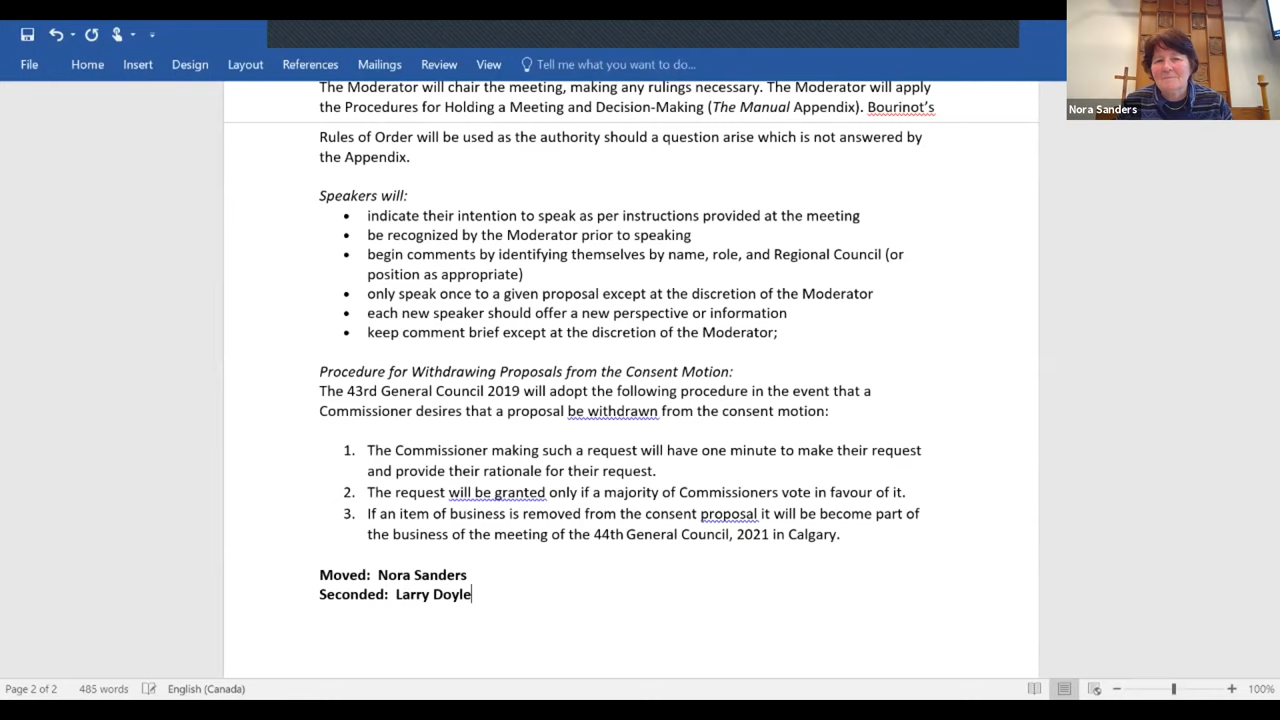 File Home Insert Design Layout References Mailings Review View Tell me what you want to do...
Nora Sanders
The Moderator will chair the meeting, making any rulings necessary. The Moderator will apply
the Procedures for Holding a Meeting and Decision-Making (The Manual Appendix). Bourinot's
Rules of Order will be used as the authority should a question arise which is not answered by
the Appendix.
Speakers will:
• indicate their intention to speak as per instructions provided at the meeting
• be recognized by the Moderator prior to speaking
• begin comments by identifying themselves by name, role, and Regional Council (or
position as appropriate)
• only speak once to a given proposal except at the discretion of the Moderator
• each new speaker should offer a new perspective or information
• keep comment brief except at the discretion of the Moderator;
Procedure for Withdrawing Proposals from the Consent Motion:
The 43rd General Council 2019 will adopt the following procedure in the event that a
Commissioner desires that a proposal be withdrawn from the consent motion:
1. The Commissioner making such a request will have one minute to make their request
and provide their rationale for their request.
2. The request will be granted only if a majority of Commissioners vote in favour of it.
3. If an item of business is removed from the consent proposal it will be become part of
the business of the meeting of the 44th General Council, 2021 in Calgary.
Moved: Nora Sanders
Seconded: Larry Doyle
Page 2 of 2 485 words English (Canada) 100%